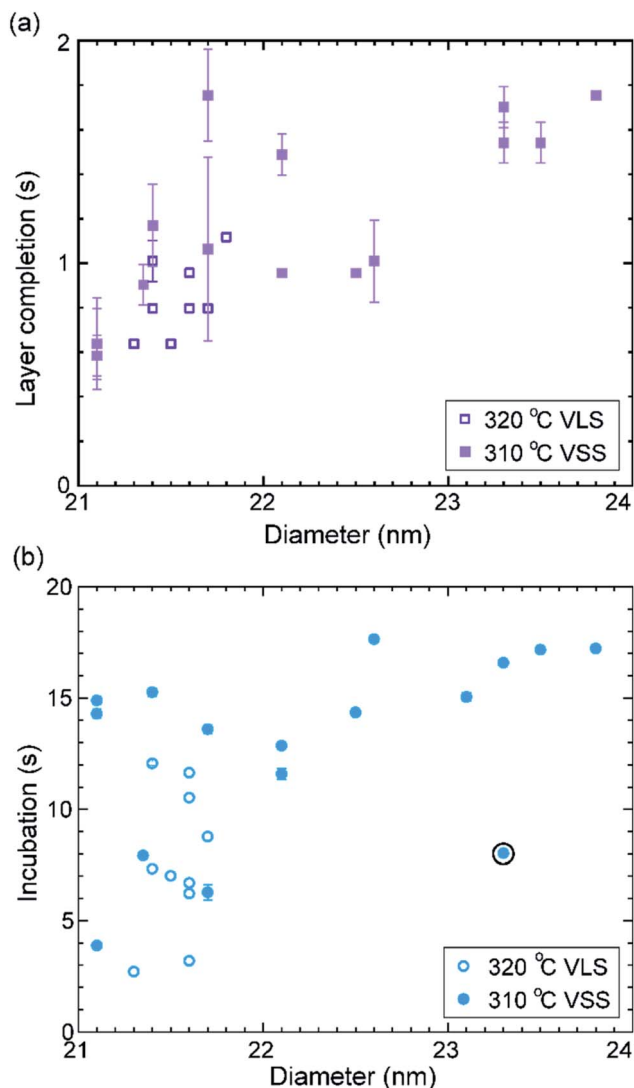 (a)
2
1
0
Layer completion (s)
320 °C VLS
310 °C VSS
21 22 23 24
Diameter (nm)
(b)
20
15
10
5
0
Incubation (s)
320 °C VLS
310 °C VSS
21 22 23 24
Diameter (nm)